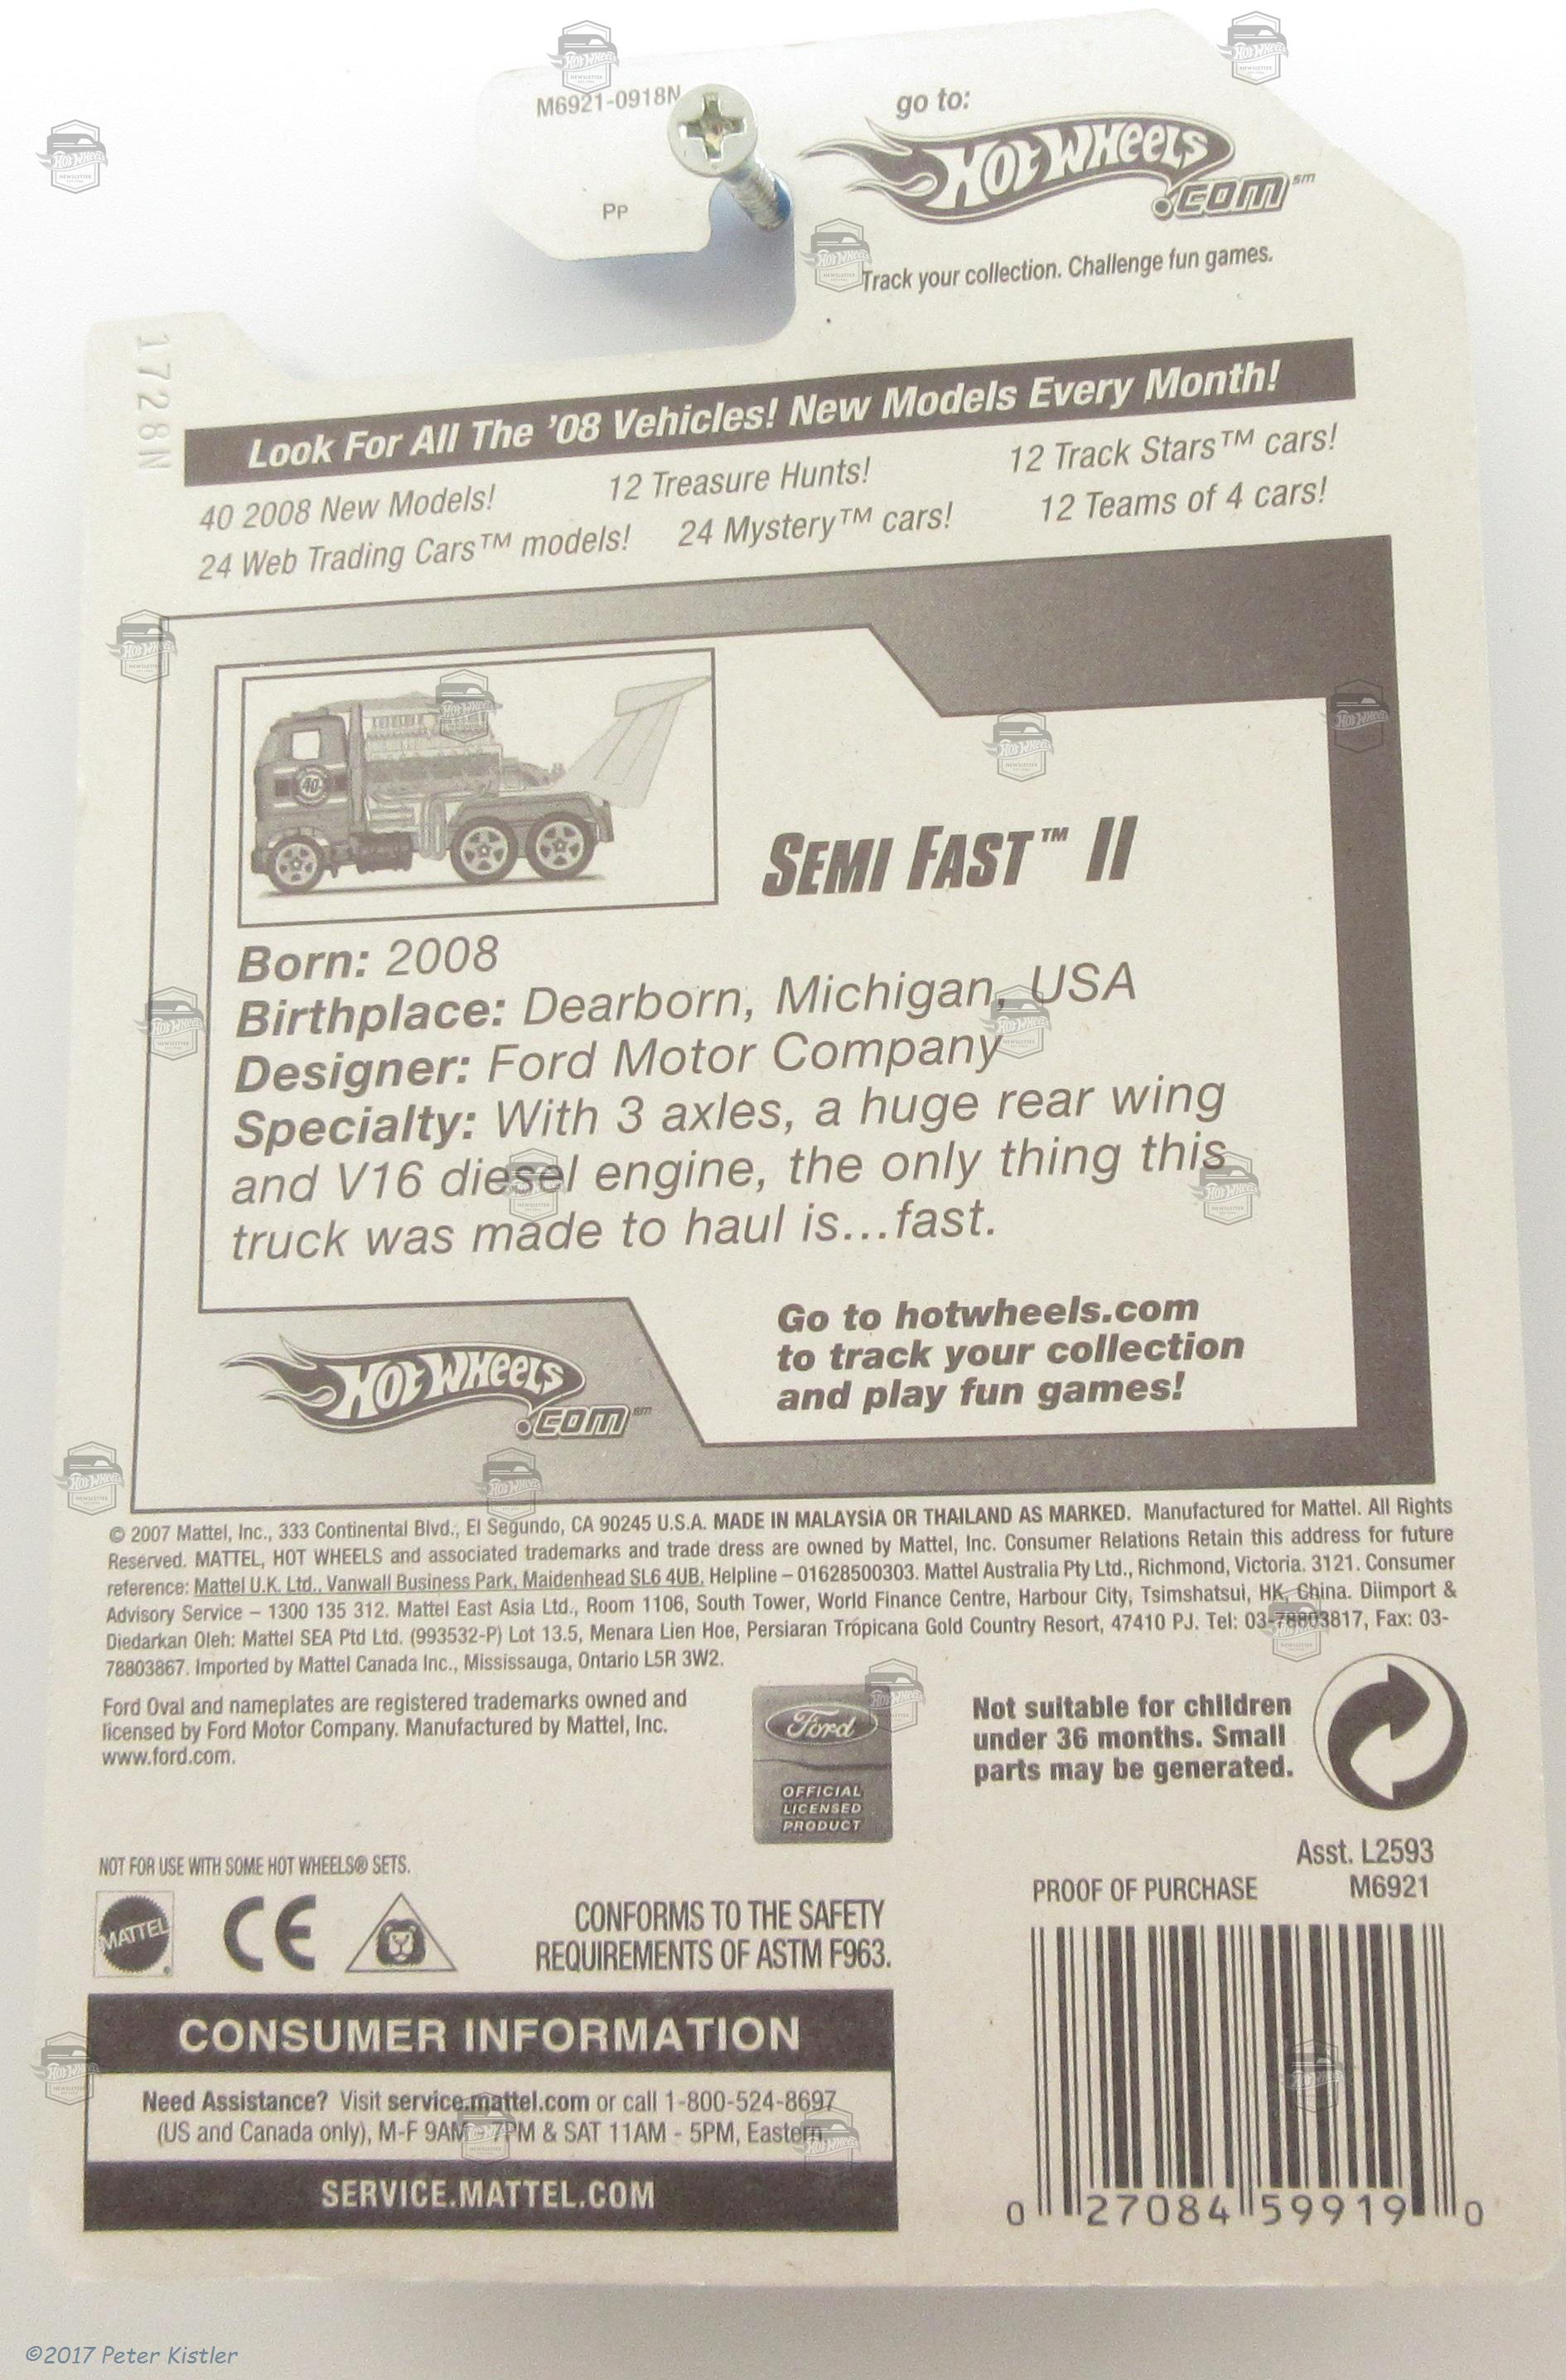 M6921-0918N
Pp
go to:
HOT WHEELS
.COM℠
Track your collection. Challenge fun games.
1728N
Look For All The '08 Vehicles! New Models Every Month!
40 2008 New Models! 12 Treasure Hunts! 12 Track Stars™ cars!
24 Web Trading Cars™ models! 24 Mystery™ cars! 12 Teams of 4 cars!
40
SEMI FAST™ II
Born: 2008
Birthplace: Dearborn, Michigan, USA
Designer: Ford Motor Company
Specialty: With 3 axles, a huge rear wing
and V16 diesel engine, the only thing this
truck was made to haul is...fast.
HOT WHEELS
.COM℠
Go to hotwheels.com
to track your collection
and play fun games!
© 2007 Mattel, Inc., 333 Continental Blvd., El Segundo, CA 90245 U.S.A. MADE IN MALAYSIA OR THAILAND AS MARKED. Manufactured for Mattel. All Rights
Reserved. MATTEL, HOT WHEELS and associated trademarks and trade dress are owned by Mattel, Inc. Consumer Relations Retain this address for future
reference: Mattel U.K. Ltd., Vanwall Business Park, Maidenhead SL6 4UB. Helpline – 01628500303. Mattel Australia Pty Ltd., Richmond, Victoria. 3121. Consumer
Advisory Service – 1300 135 312. Mattel East Asia Ltd., Room 1106, South Tower, World Finance Centre, Harbour City, Tsimshatsui, HK, China. Diimport &
Diedarkan Oleh: Mattel SEA Ptd Ltd. (993532-P) Lot 13.5, Menara Lien Hoe, Persiaran Tropicana Gold Country Resort, 47410 PJ. Tel: 03-78803817, Fax: 03-
78803867. Imported by Mattel Canada Inc., Mississauga, Ontario L5R 3W2.
Ford Oval and nameplates are registered trademarks owned and
licensed by Ford Motor Company. Manufactured by Mattel, Inc.
www.ford.com.
Ford
OFFICIAL
LICENSED
PRODUCT
Not suitable for children
under 36 months. Small
parts may be generated.
NOT FOR USE WITH SOME HOT WHEELS® SETS.
MATTEL
CE
CONFORMS TO THE SAFETY
REQUIREMENTS OF ASTM F963.
Asst. L2593
PROOF OF PURCHASE M6921
CONSUMER INFORMATION
Need Assistance? Visit service.mattel.com or call 1-800-524-8697
(US and Canada only), M-F 9AM - 7PM & SAT 11AM - 5PM, Eastern.
SERVICE.MATTEL.COM
0 27084 59919 0
©2017 Peter Kistler